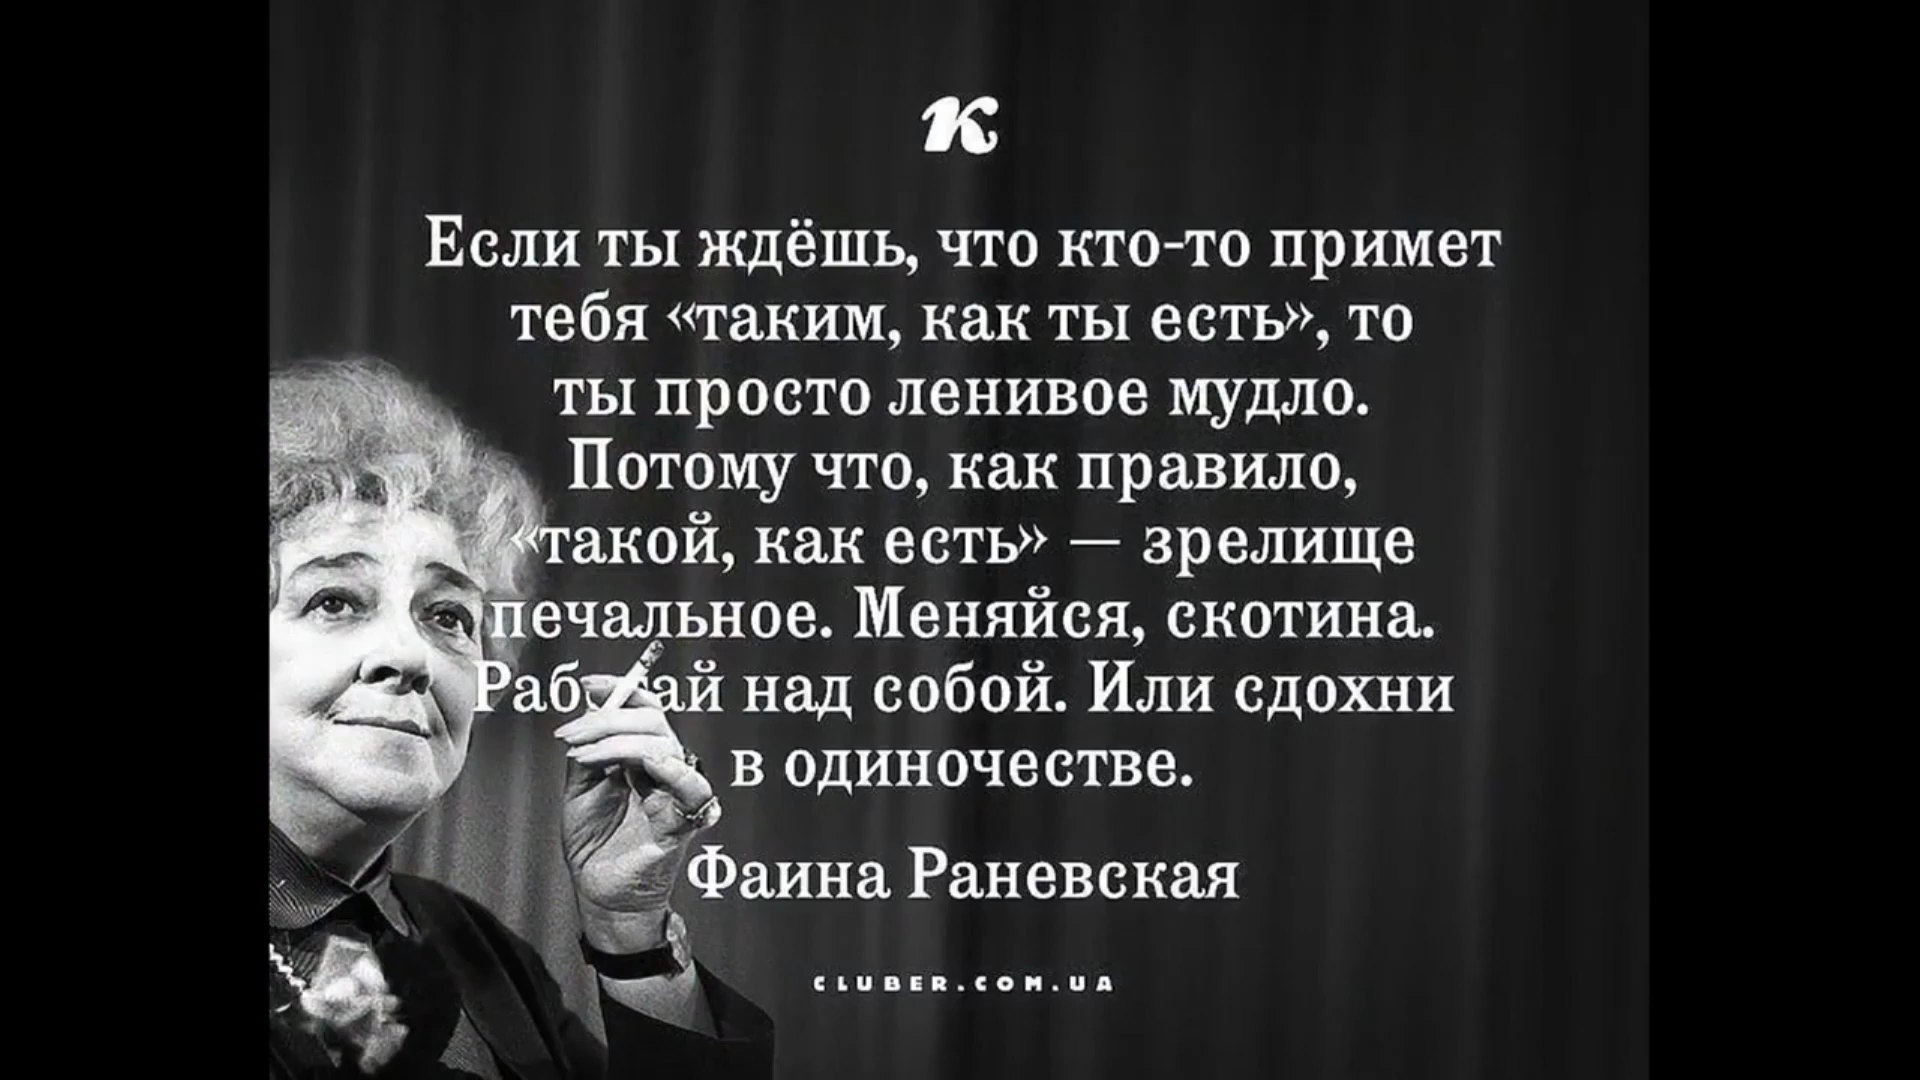 к
Если ты ждёшь, что кто-то примет
тебя «таким, как ты есть», то
ты просто ленивое мудло.
Потому что, как правило,
«такой, как есть» — зрелище
печальное. Меняйся, скотина.
Работай над собой. Или сдохни
в одиночестве.
Фаина Раневская
CLUBER.COM.UA